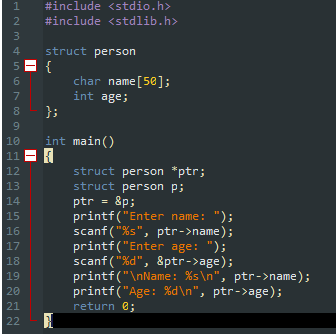 1 #include <stdio.h>
2 #include <stdlib.h>
3
4 struct person
5 {
6 char name[50];
7 int age;
8 };
9
10 int main()
11 {
12 struct person *ptr;
13 struct person p;
14 ptr = &p;
15 printf("Enter name: ");
16 scanf("%s", ptr->name);
17 printf("Enter age: ");
18 scanf("%d", &ptr->age);
19 printf("\nName: %s\n", ptr->name);
20 printf("Age: %d\n", ptr->age);
21 return 0;
22 }